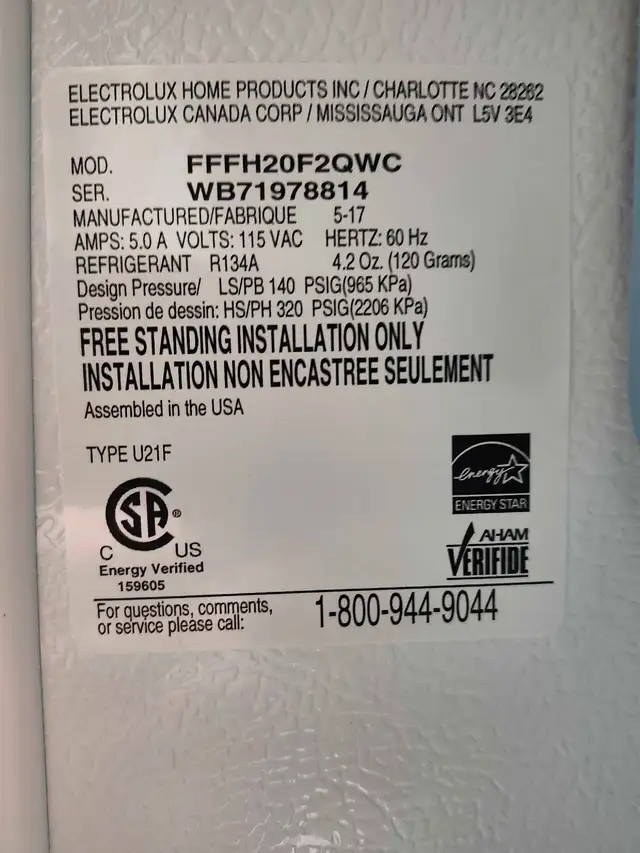 ELECTROLUX HOME PRODUCTS INC / CHARLOTTE NC 28262
ELECTROLUX CANADA CORP / MISSISSAUGA ONT L5V 3E4
MOD. FFFH20F2QWC
SER. WB71978814
MANUFACTURED/FABRIQUE 5-17
AMPS: 5.0 A VOLTS: 115 VAC HERTZ: 60 Hz
REFRIGERANT R134A 4.2 Oz. (120 Grams)
Design Pressure/ LS/PB 140 PSIG(965 KPa)
Pression de dessin: HS/PH 320 PSIG(2206 KPa)
FREE STANDING INSTALLATION ONLY
INSTALLATION NON ENCASTREE SEULEMENT
Assembled in the USA
TYPE U21F
energy
ENERGY STAR
SA ®
C US
Energy Verified
159605
AHAM
VERIFIDE
For questions, comments,
or service please call:
1-800-944-9044